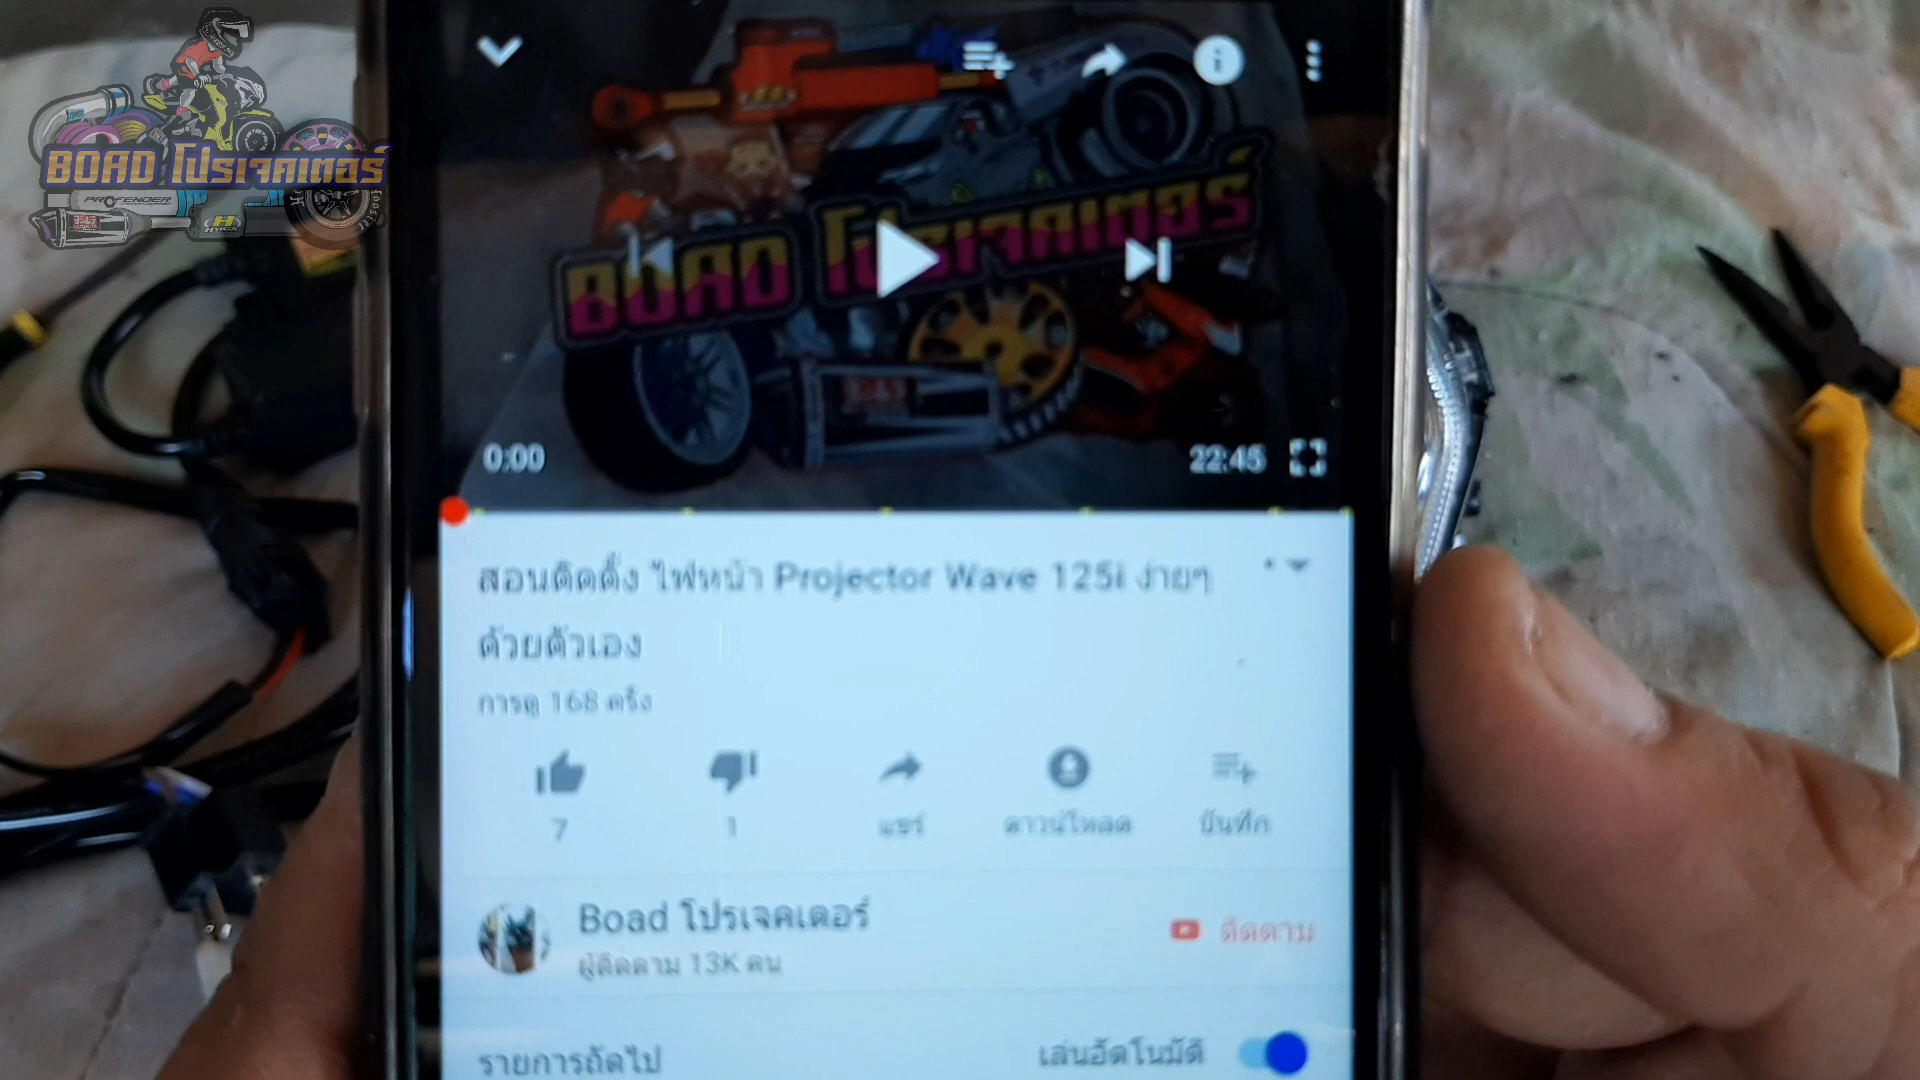 BOAD โปรเจคเตอร์
PROFENDER
H
BOAD โปรเจคเตอร์
0:00
22:45
สอนติดตั้ง ไฟหน้า Projector Wave 125i ง่ายๆ
ด้วยตัวเอง
การดู 168 ครั้ง
7
1
แชร์
ดาวน์โหลด
บันทึก
Boad โปรเจคเตอร์
ติดตาม
ผู้ติดตาม 13K คน
รายการถัดไป
เล่นอัตโนมัติ